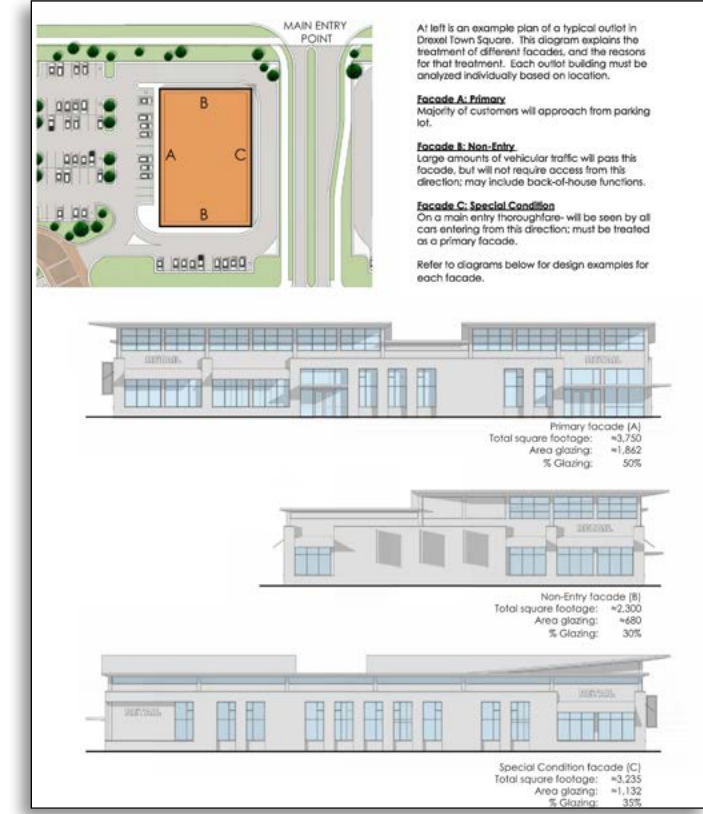 MAIN ENTRY
POINT
B
A
C
B
At left is an example plan of a typical outlot in
Drexel Town Square. This diagram explains the
treatment of different facades, and the reasons
for that treatment. Each outlot building must be
analyzed individually based on location.
Facade A: Primary
Majority of customers will approach from parking
lot.
Facade B: Non-Entry
Large amounts of vehicular traffic will pass this
facade, but will not require access from this
direction; may include back-of-house functions.
Facade C: Special Condition
On a main entry thoroughfare- will be seen by all
cars entering from this direction; must be treated
as a primary facade.
Refer to diagrams below for design examples for
each facade.
RETAIL
RETAIL
Primary facade (A)
Total square footage: ≈3,750
Area glazing: ≈1,862
% Glazing: 50%
RETAIL
Non-Entry facade (B)
Total square footage: ≈2,300
Area glazing: ≈680
% Glazing: 30%
RETAIL
RETAIL
Special Condition facade (C)
Total square footage: ≈3,235
Area glazing: ≈1,132
% Glazing: 35%